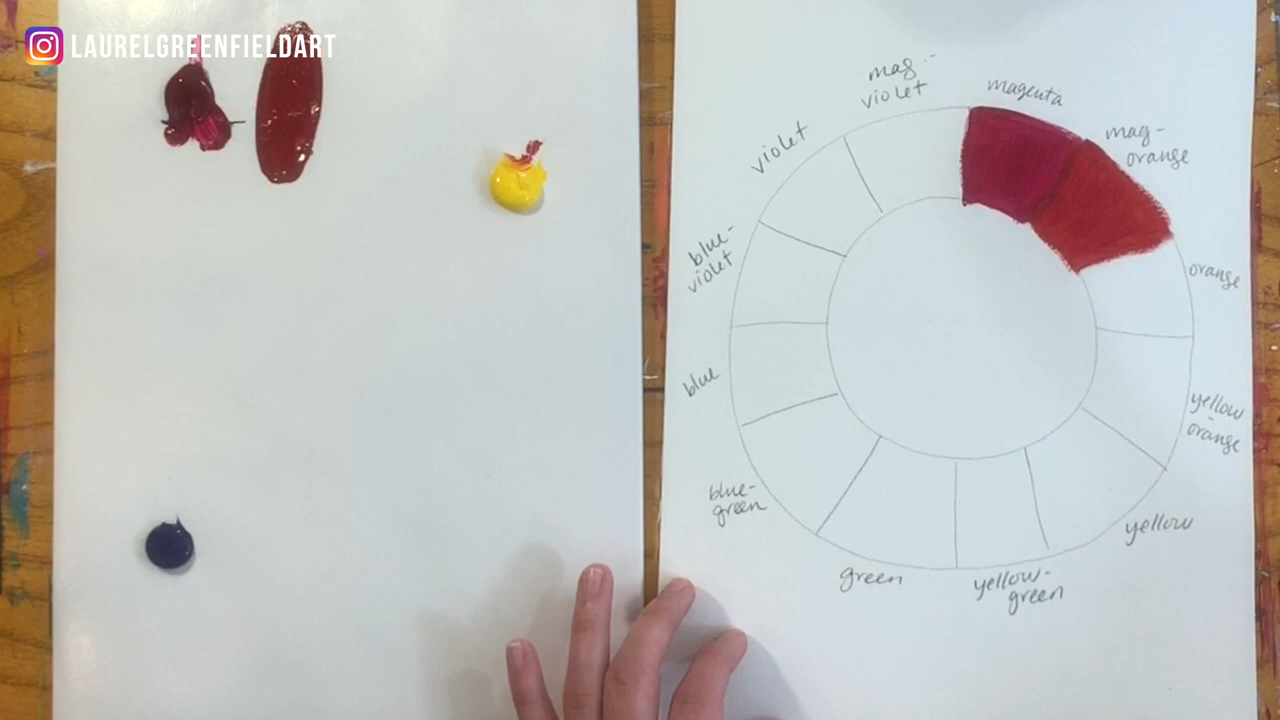 LAURELGREENFIELDART
mag.-
violet
magenta
mag-
orange
orange
yellow
-
orange
yellow
yellow-
green
green
blue-
green
blue
blue-
violet
violet